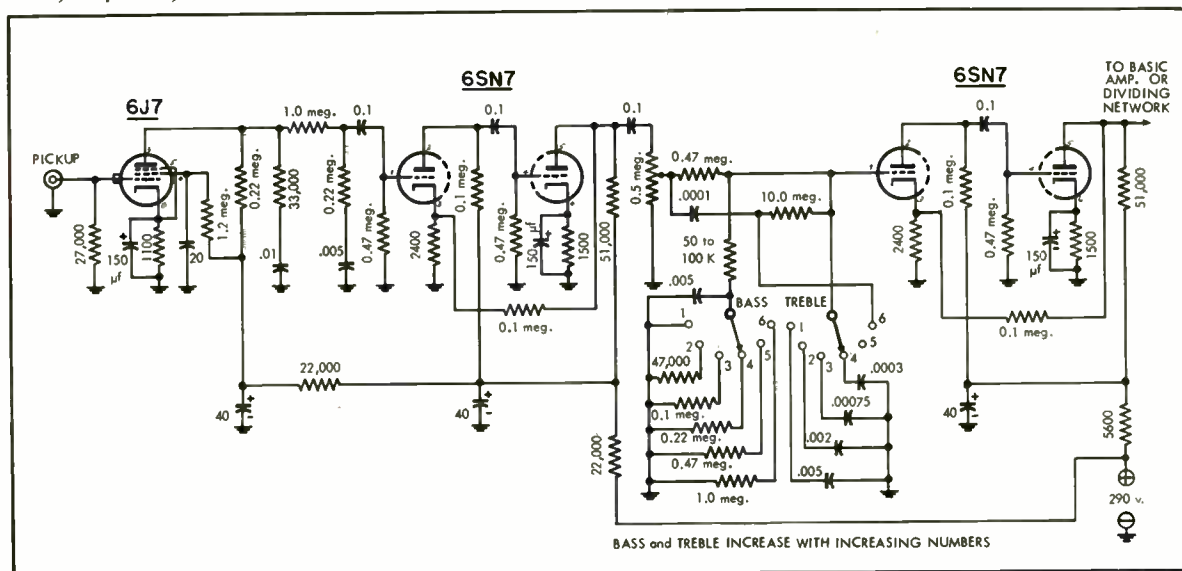 6J7
6SN7
6SN7
TO BASIC
AMP. OR
DIVIDING
NETWORK
PICKUP
27,000
150
µf
1100
20
1.2 meg.
0.22 meg.
33,000
.01
1.0 meg.
0.22 meg.
.005
0.1
0.47 meg.
2400
0.1 meg.
0.1
0.47 meg.
150
µf
1500
51,000
0.1
0.1 meg.
22,000
40
40
22,000
0.5 meg.
0.47 meg.
.0001
10.0 meg.
50 to
100 K
.005
BASS
TREBLE
1
2
3
4
5
6
1
2
3
4
5
6
47,000
0.1 meg.
0.22 meg.
0.47 meg.
1.0 meg.
.0003
.00075
.002
.005
2400
0.1 meg.
0.1
0.47 meg.
150
µf
1500
51,000
0.1 meg.
40
5600
290 v.
BASS and TREBLE INCREASE WITH INCREASING NUMBERS